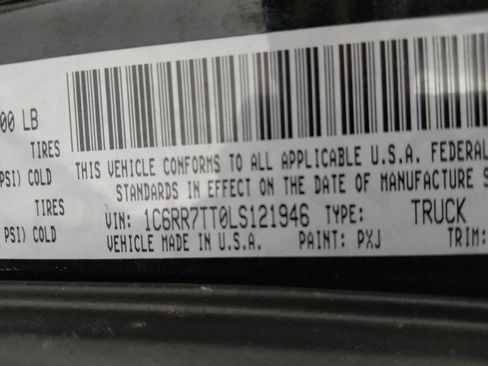 00 LB
TIRES
PSI) COLD
TIRES
PSI) COLD
THIS VEHICLE CONFORMS TO ALL APPLICABLE U.S.A. FEDERAL
STANDARDS IN EFFECT ON THE DATE OF MANUFACTURE S
VIN: 1C6RR7TT0LS121946 TYPE: TRUCK
VEHICLE MADE IN U.S.A. PAINT: PXJ TRIM: